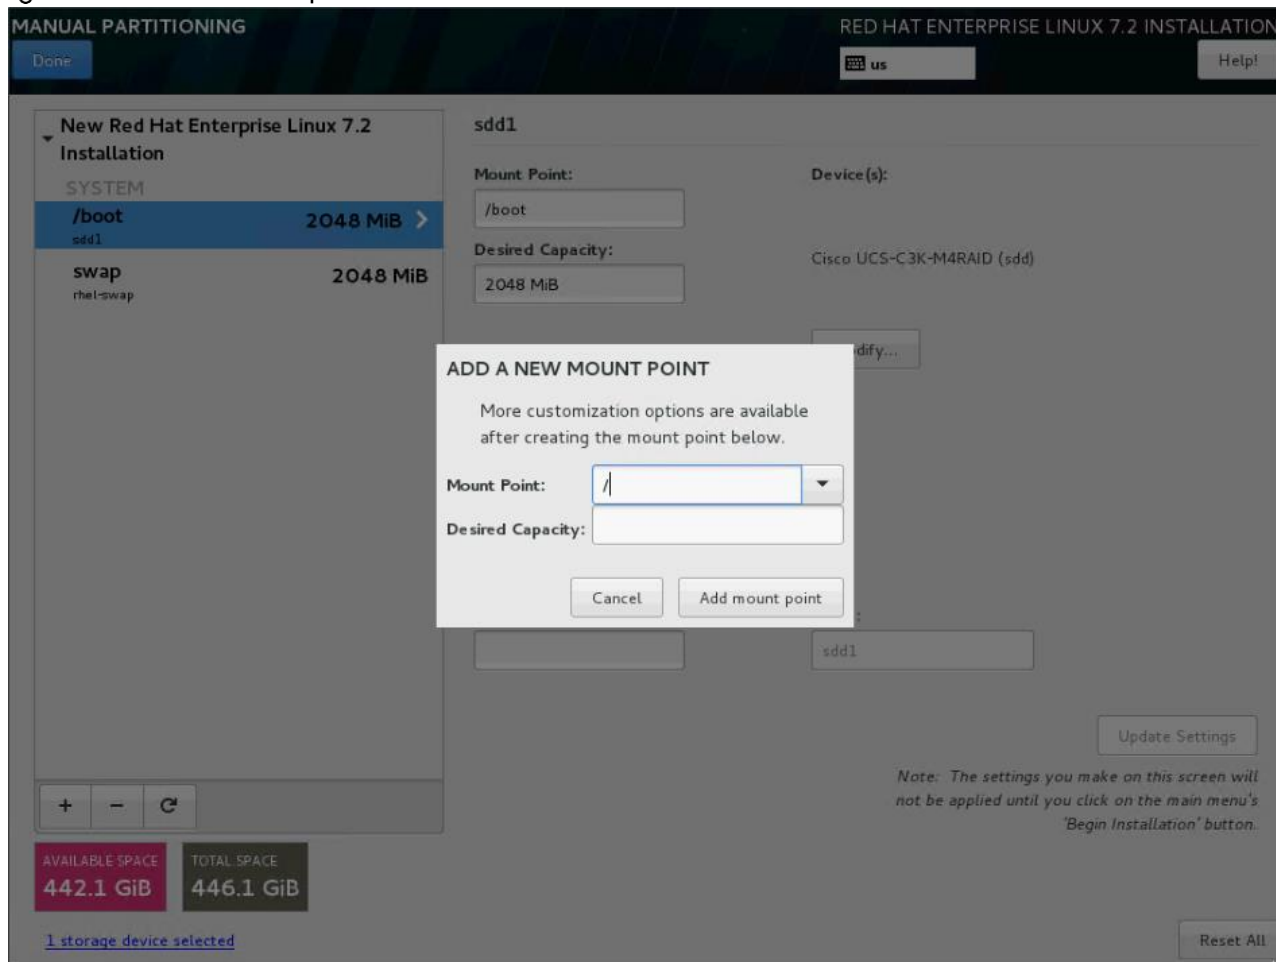 MANUAL PARTITIONING
RED HAT ENTERPRISE LINUX 7.2 INSTALLATION
Done
us
Help!
New Red Hat Enterprise Linux 7.2
Installation
SYSTEM
/boot
2048 MiB
sdd1
swap
2048 MiB
rhel-swap
sdd1
Mount Point:
Device(s):
/boot
Desired Capacity:
Cisco UCS-C3K-M4RAID (sdd)
2048 MiB
dify...
ADD A NEW MOUNT POINT
More customization options are available
after creating the mount point below.
Mount Point:
/
Desired Capacity:
Cancel
Add mount point
:
sdd1
Update Settings
Note: The settings you make on this screen will
not be applied until you click on the main menu's
'Begin Installation' button.
+ -
AVAILABLE SPACE
442.1 GiB
TOTAL SPACE
446.1 GiB
1 storage device selected
Reset All